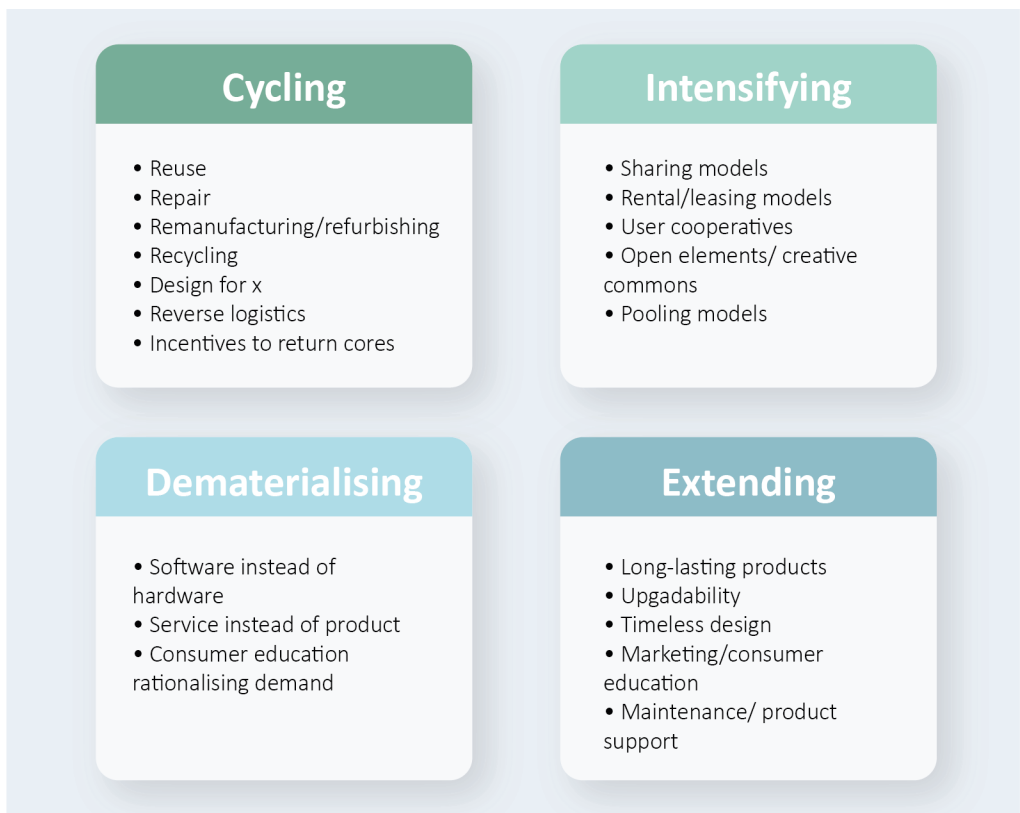 Cycling
• Reuse
• Repair
• Remanufacturing/refurbishing
• Recycling
• Design for x
• Reverse logistics
• Incentives to return cores
Intensifying
• Sharing models
• Rental/leasing models
• User cooperatives
• Open elements/ creative
commons
• Pooling models
Dematerialising
• Software instead of
hardware
• Service instead of product
• Consumer education
rationalising demand
Extending
• Long-lasting products
• Upgadability
• Timeless design
• Marketing/consumer
education
• Maintenance/ product
support